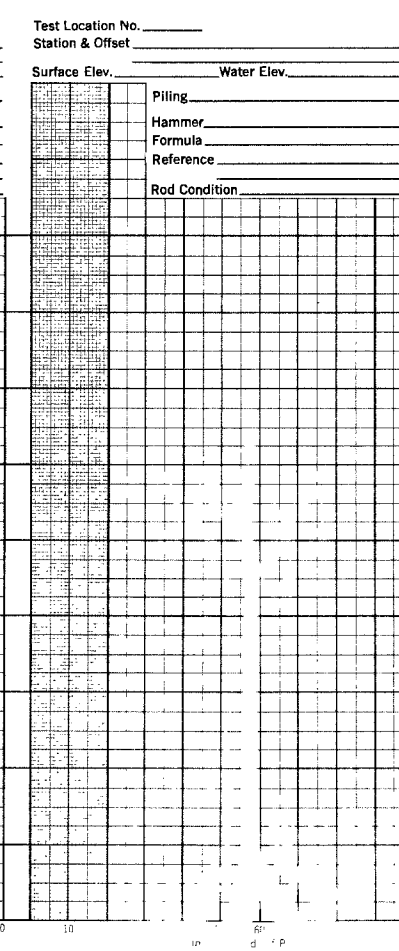 Test Location No.
Station & Offset
Surface Elev. Water Elev.
Piling
Hammer
Formula
Reference
Rod Condition
0 10